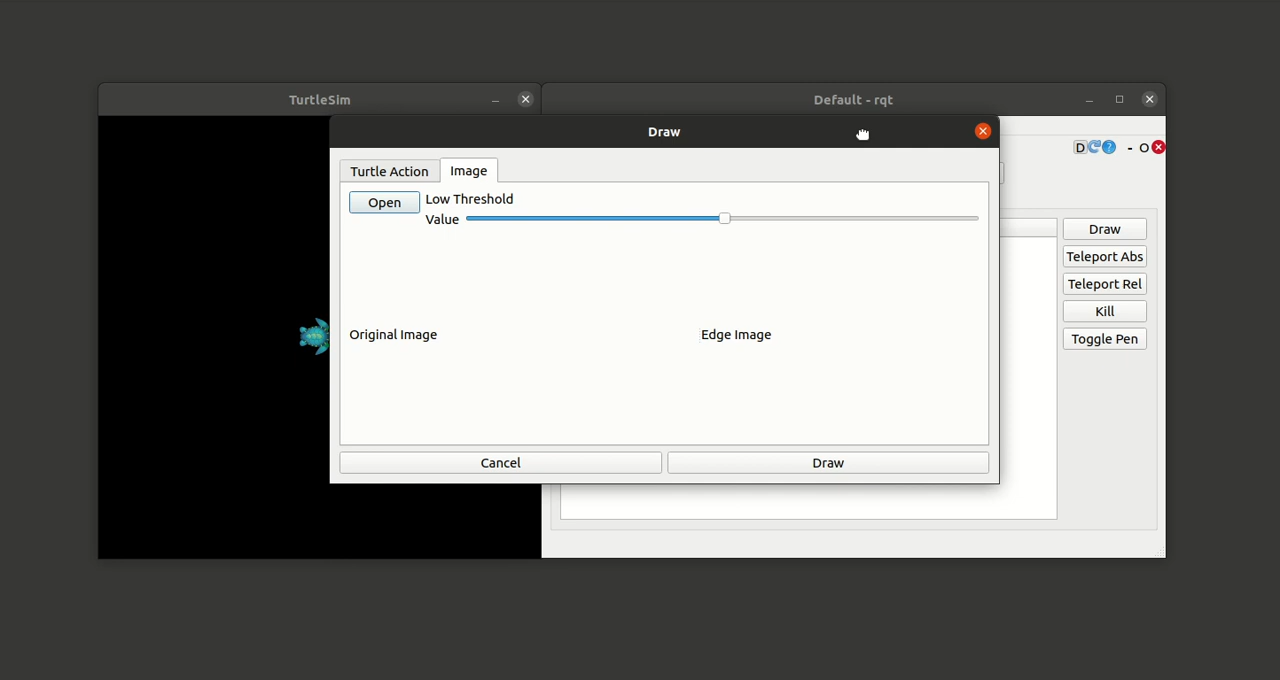 TurtleSim
Default - rqt
Draw
D ? - O
Turtle Action
Image
Open
Low Threshold
Value
Original Image
Edge Image
Cancel
Draw
Draw
Teleport Abs
Teleport Rel
Kill
Toggle Pen